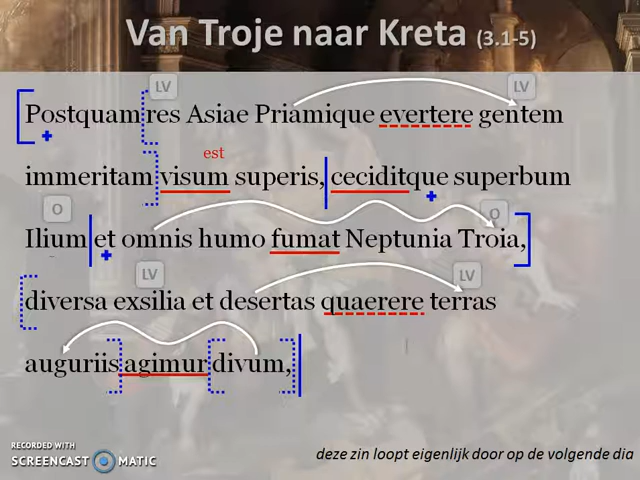 Van Troje naar Kreta (3.1-5)
LV LV
Postquam res Asiae Priamique evertere gentem
est
immeritam visum superis, ceciditque superbum
O O
Ilium et omnis humo fumat Neptunia Troia,
LV LV
diversa exsilia et desertas quaerere terras
auguriis agimur divum,
deze zin loopt eigenlijk door op de volgende dia
RECORDED WITH
SCREENCAST MATIC